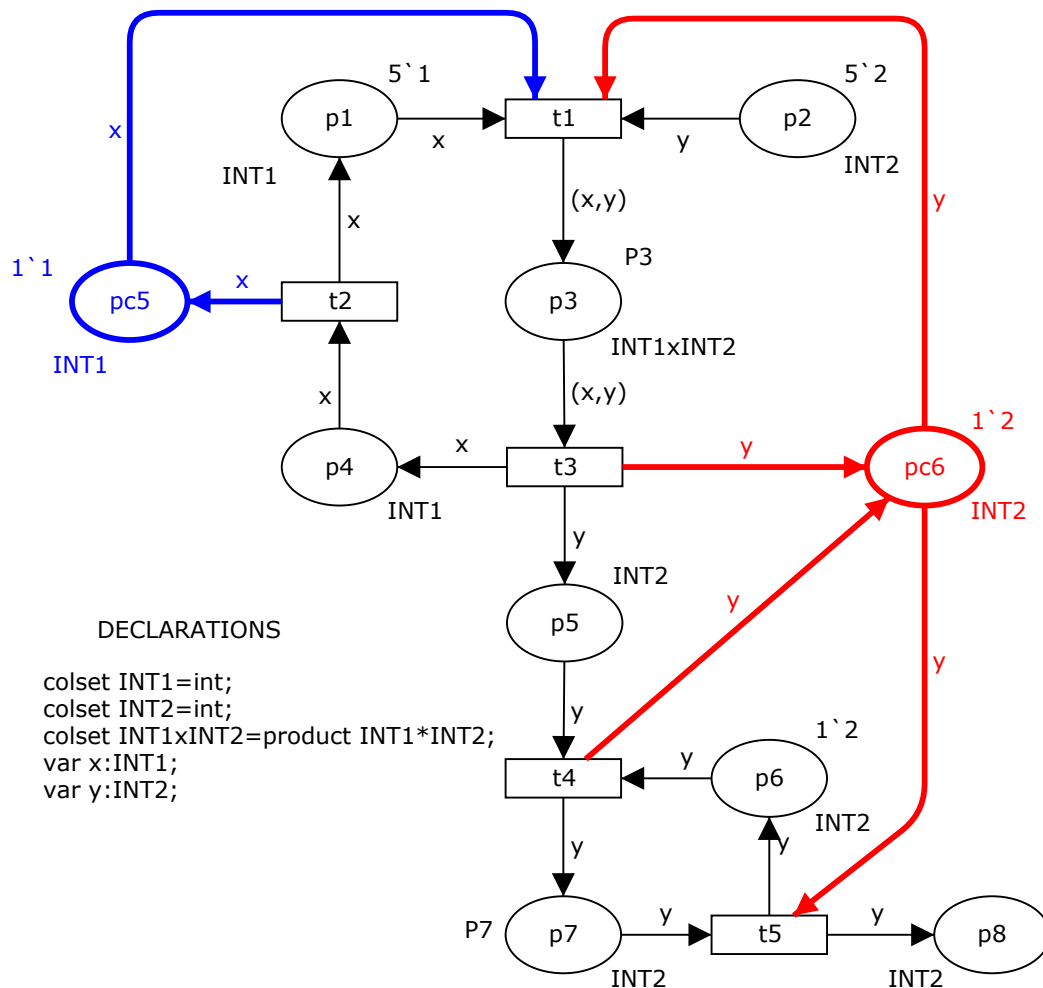 5`1
5`2
p1
t1
p2
x
x
y
INT1
INT2
x
(x,y)
y
P3
1`1
pc5
x
t2
p3
INT1
INT1xINT2
x
(x,y)
1`2
p4
x
t3
y
pc6
INT1
INT2
y
INT2
p5
y
y
DECLARATIONS
colset INT1=int;
colset INT2=int;
colset INT1xINT2=product INT1*INT2;
var x:INT1;
var y:INT2;
y
1`2
t4
y
p6
INT2
y
y
P7
p7
y
t5
y
p8
INT2
INT2